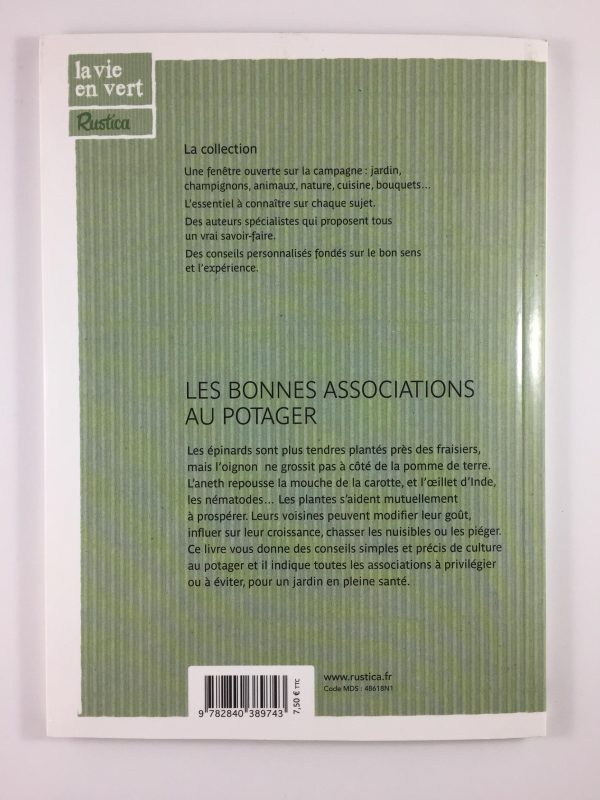 la vie
en vert
Rustica
La collection
Une fenêtre ouverte sur la campagne : jardin,
champignons, animaux, nature, cuisine, bouquets...
L'essentiel à connaître sur chaque sujet.
Des auteurs spécialistes qui proposent tous
un vrai savoir-faire.
Des conseils personnalisés fondés sur le bon sens
et l'expérience.
LES BONNES ASSOCIATIONS
AU POTAGER
Les épinards sont plus tendres plantés près des fraisiers,
mais l'oignon ne grossit pas à côté de la pomme de terre.
L'aneth repousse la mouche de la carotte, et l'œillet d'Inde,
les nématodes... Les plantes s'aident mutuellement
à prospérer. Leurs voisines peuvent modifier leur goût,
influer sur leur croissance, chasser les nuisibles ou les piéger.
Ce livre vous donne des conseils simples et précis de culture
au potager et il indique toutes les associations à privilégier
ou à éviter, pour un jardin en pleine santé.
9 782840 389743
7,50 € TTC
www.rustica.fr
Code MDS : 48618N1